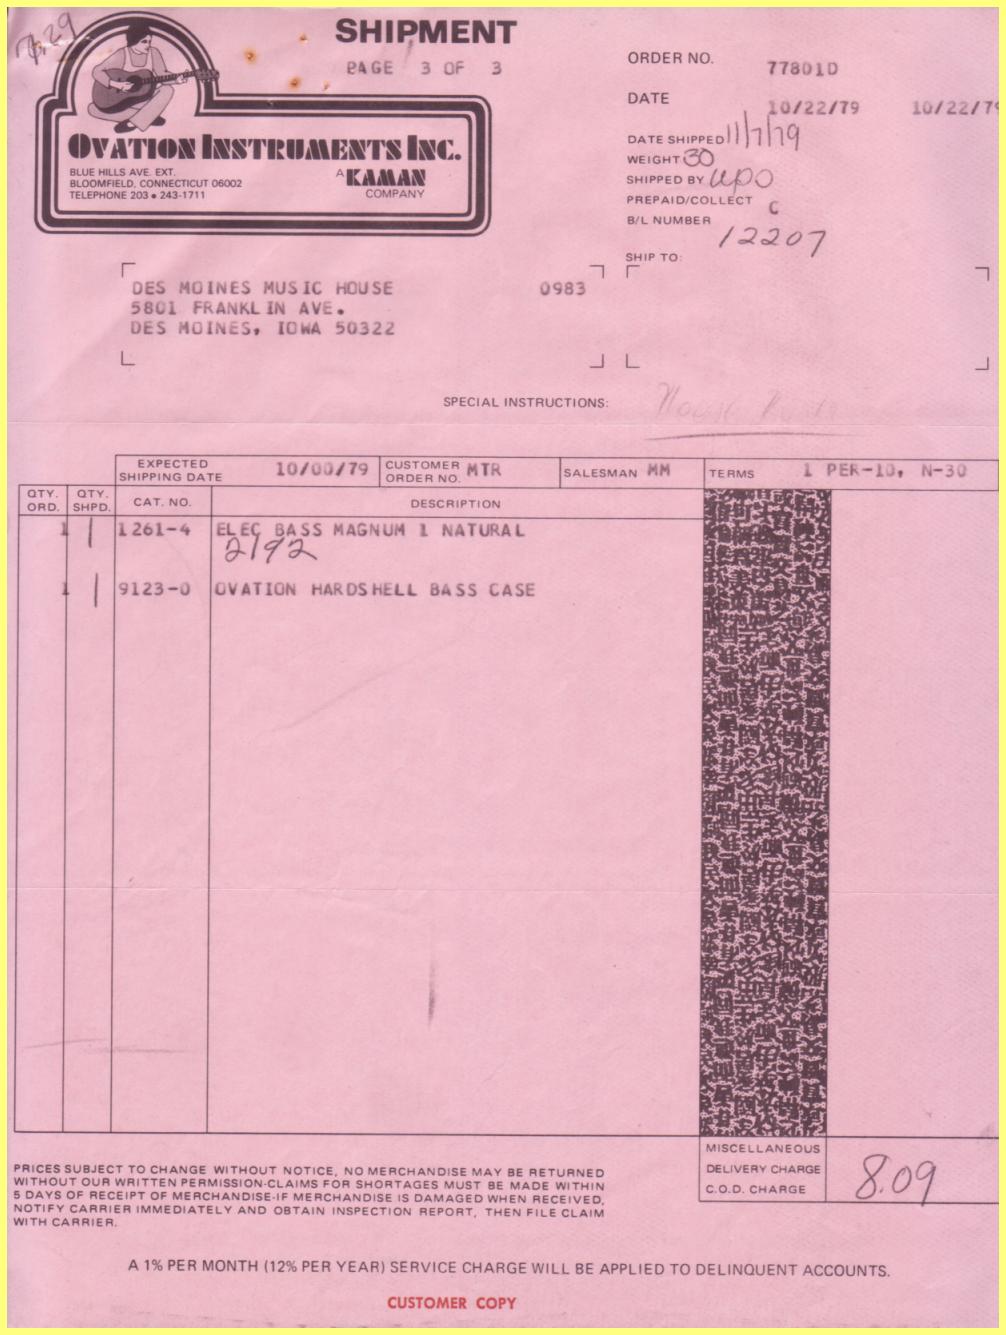 SHIPMENT
PAGE 3 OF 3
OVATION INSTRUMENTS INC.
BLUE HILLS AVE. EXT.
BLOOMFIELD, CONNECTICUT 06002
TELEPHONE 203 • 243-1711
A KAMAN COMPANY
ORDER NO. 77801D
DATE 10/22/79 10/22/79
DATE SHIPPED 11/7/79
WEIGHT 30
SHIPPED BY UPO
PREPAID/COLLECT C
B/L NUMBER 12207
SHIP TO:
DES MOINES MUSIC HOUSE 0983
5801 FRANKLIN AVE.
DES MOINES, IOWA 50322
SPECIAL INSTRUCTIONS:
EXPECTED SHIPPING DATE 10/00/79 CUSTOMER ORDER NO. MTR SALESMAN MM TERMS 1 PER-10, N-30
QTY. ORD. QTY. SHPD. CAT. NO. DESCRIPTION
1 1 1261-4 ELEC BASS MAGNUM 1 NATURAL
2192
1 1 9123-0 OVATION HARDSHELL BASS CASE
MISCELLANEOUS
DELIVERY CHARGE 8.09
C.O.D. CHARGE
PRICES SUBJECT TO CHANGE WITHOUT NOTICE, NO MERCHANDISE MAY BE RETURNED
WITHOUT OUR WRITTEN PERMISSION-CLAIMS FOR SHORTAGES MUST BE MADE WITHIN
5 DAYS OF RECEIPT OF MERCHANDISE-IF MERCHANDISE IS DAMAGED WHEN RECEIVED,
NOTIFY CARRIER IMMEDIATELY AND OBTAIN INSPECTION REPORT, THEN FILE CLAIM
WITH CARRIER.
A 1% PER MONTH (12% PER YEAR) SERVICE CHARGE WILL BE APPLIED TO DELINQUENT ACCOUNTS.
CUSTOMER COPY